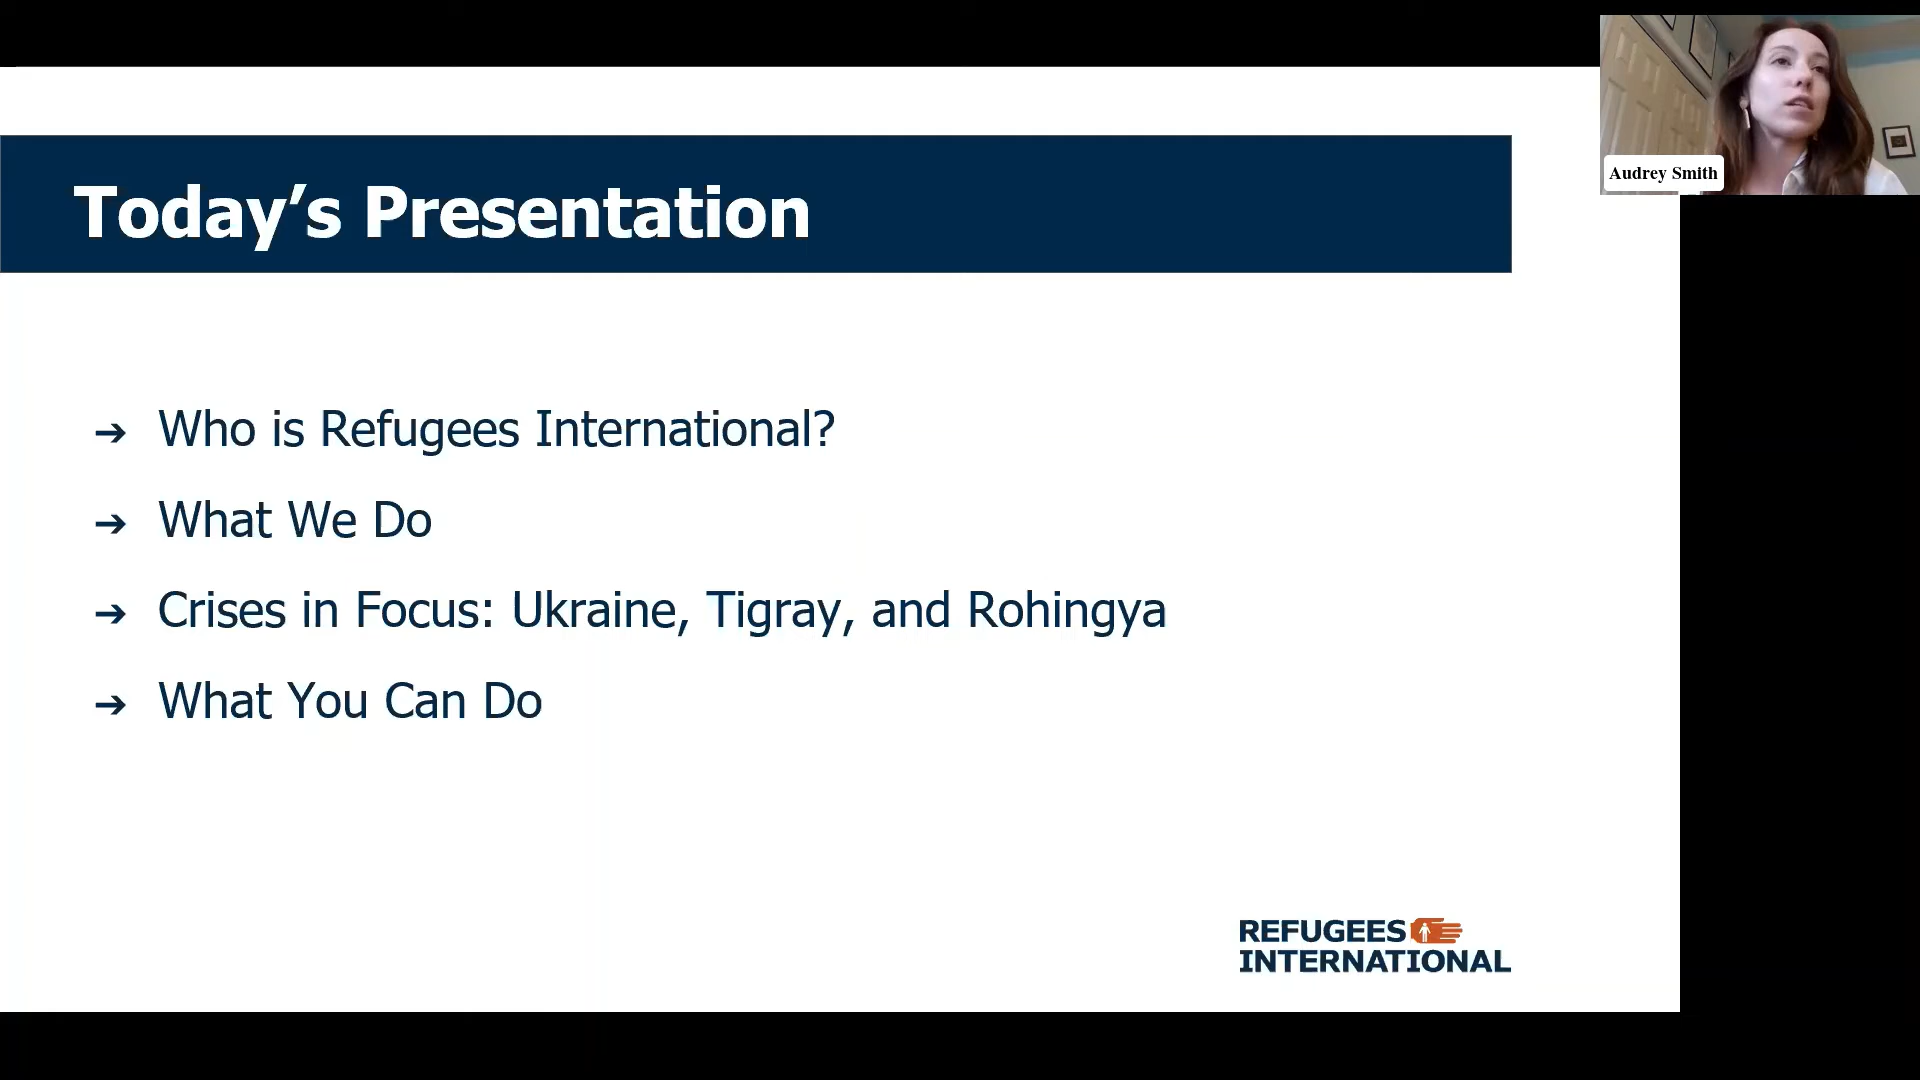 Today’s Presentation
➔ Who is Refugees International?
➔ What We Do
➔ Crises in Focus: Ukraine, Tigray, and Rohingya
➔ What You Can Do
REFUGEES
INTERNATIONAL
Audrey Smith